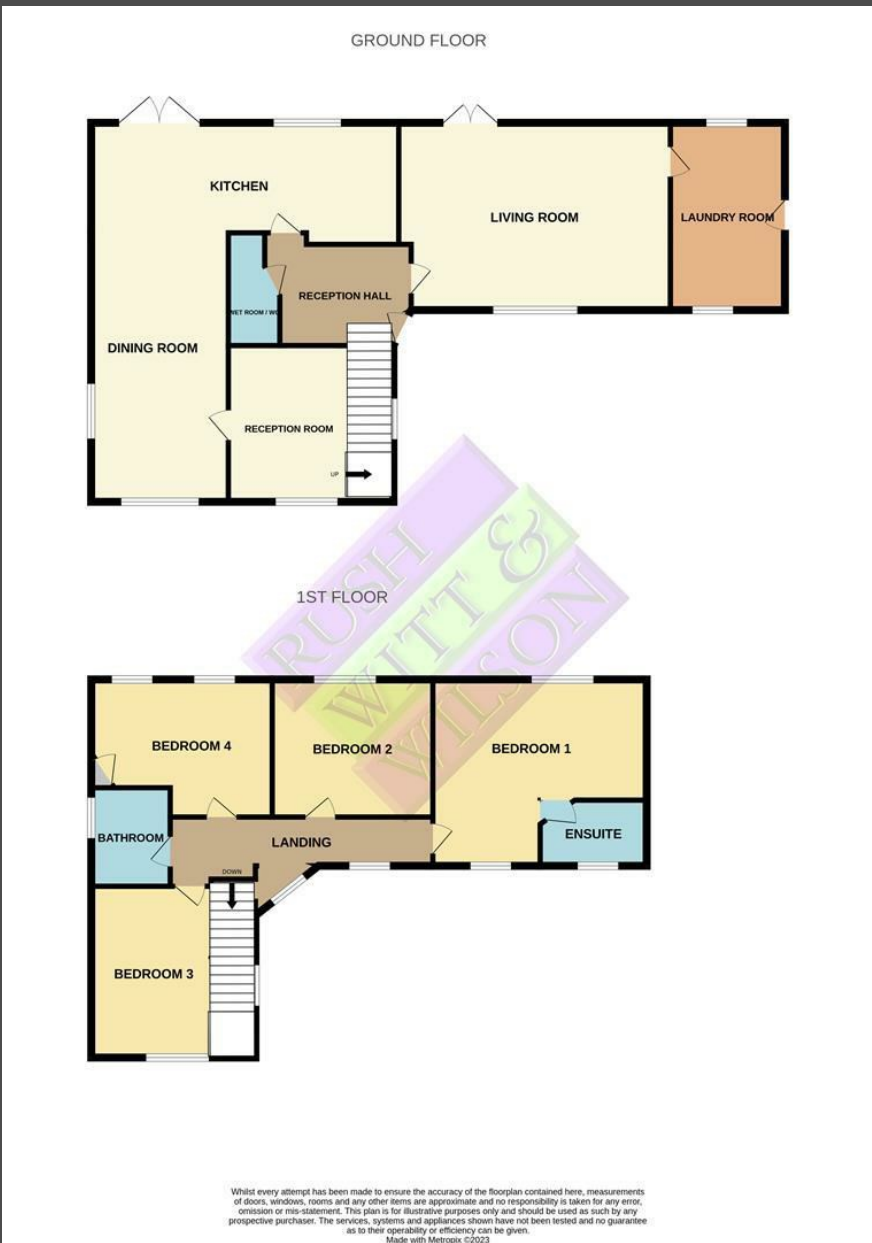 GROUND FLOOR
KITCHEN
LIVING ROOM
LAUNDRY ROOM
RECEPTION HALL
WET ROOM / WC
DINING ROOM
RECEPTION ROOM
UP
1ST FLOOR
RUSH
WITT &
WILSON
BEDROOM 4
BEDROOM 2
BEDROOM 1
BATHROOM
LANDING
ENSUITE
DOWN
BEDROOM 3
Whilst every attempt has been made to ensure the accuracy of the floorplan contained here, measurements
of doors, windows, rooms and any other items are approximate and no responsibility is taken for any error,
omission or mis-statement. This plan is for illustrative purposes only and should be used as such by any
prospective purchaser. The services, systems and appliances shown have not been tested and no guarantee
as to their operability or efficiency can be given.
Made with Metropix ©2023